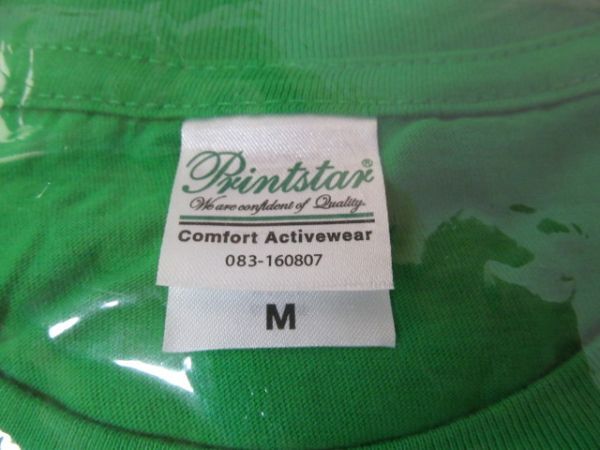 Printstar®
We are confident of Quality.
Comfort Activewear
083-160807
M